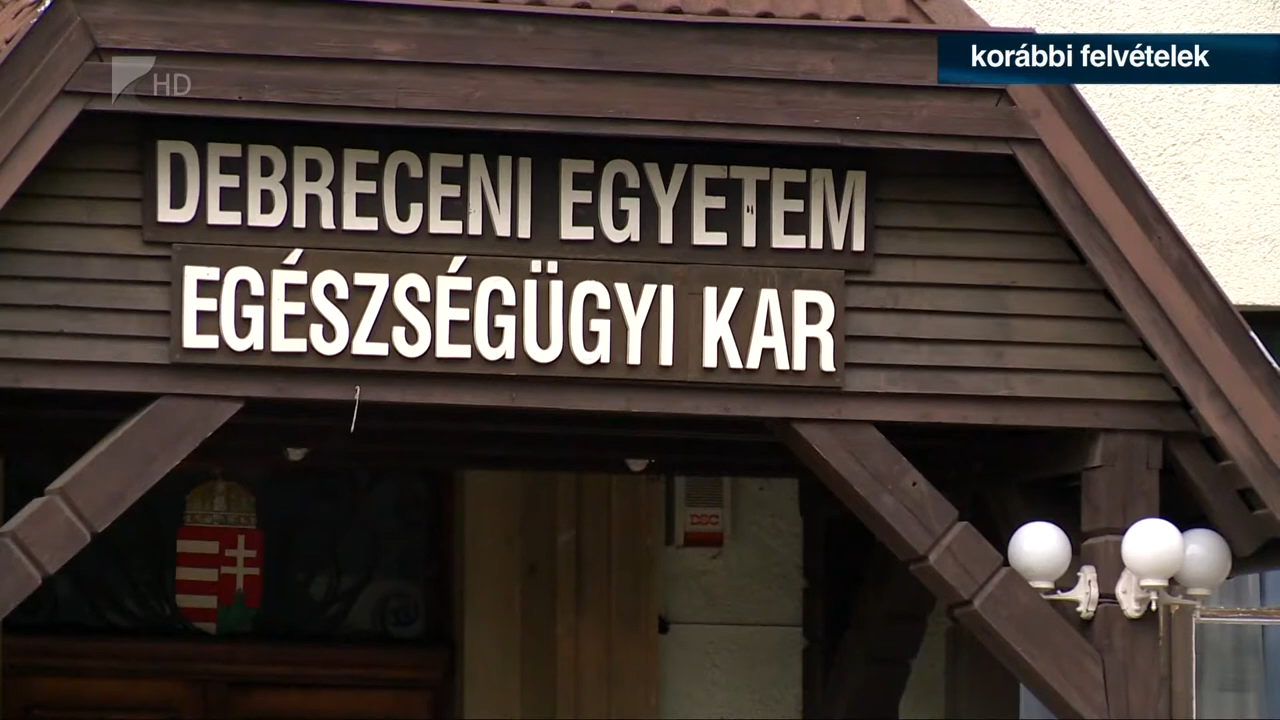 korábbi felvételek
HD
DEBRECENI EGYETEM
EGÉSZSÉGÜGYI KAR
DSC